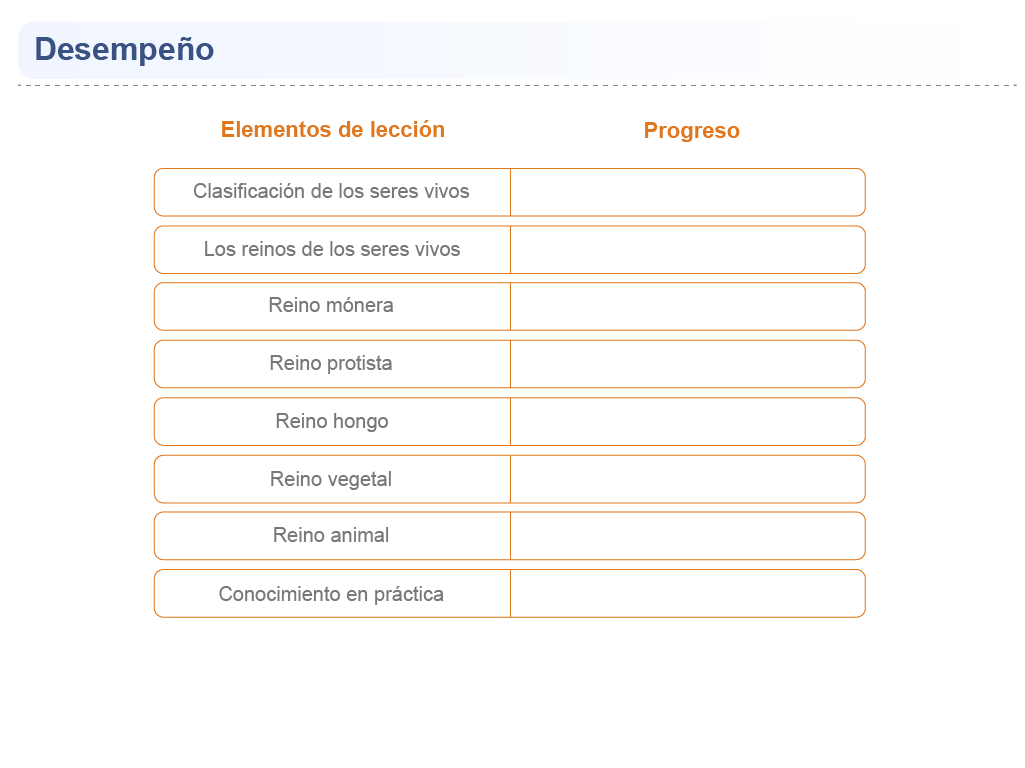 Desempeño
Elementos de lección
Progreso
Clasificación de los seres vivos
Los reinos de los seres vivos
Reino mónera
Reino protista
Reino hongo
Reino vegetal
Reino animal
Conocimiento en práctica